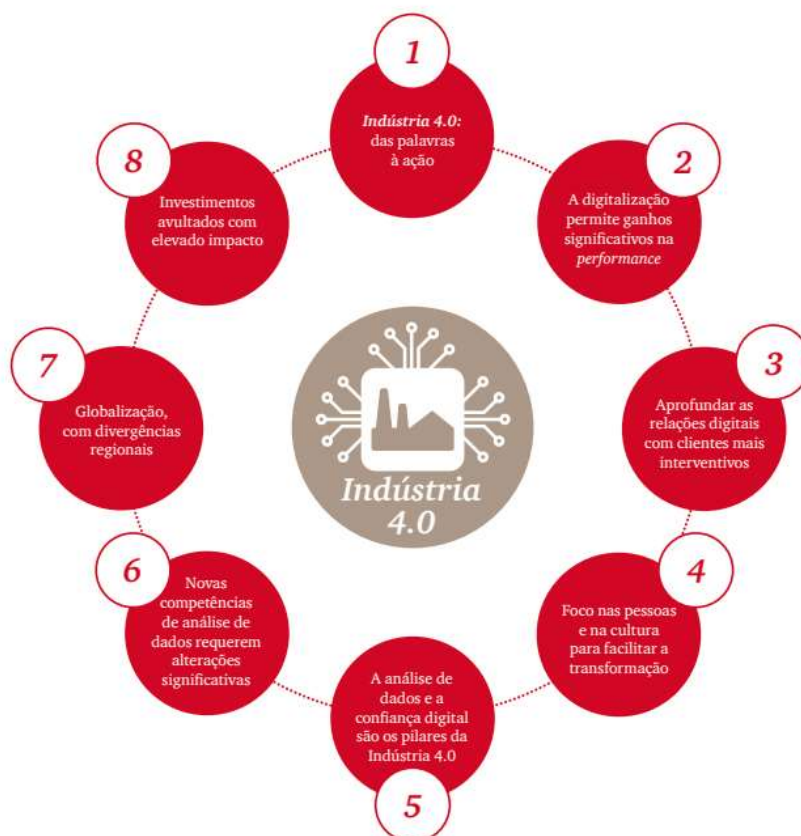 1
Indústria 4.0:
das palavras
à ação
2
A digitalização
permite ganhos
significativos na
performance
3
Aprofundar as
relações digitais
com clientes mais
interventivos
4
Foco nas pessoas
e na cultura
para facilitar a
transformação
5
A análise de
dados e a
confiança digital
são os pilares da
Indústria 4.0
6
Novas
competências
de análise de
dados requerem
alterações
significativas
7
Globalização,
com divergências
regionais
8
Investimentos
avultados com
elevado impacto
Indústria
4.0